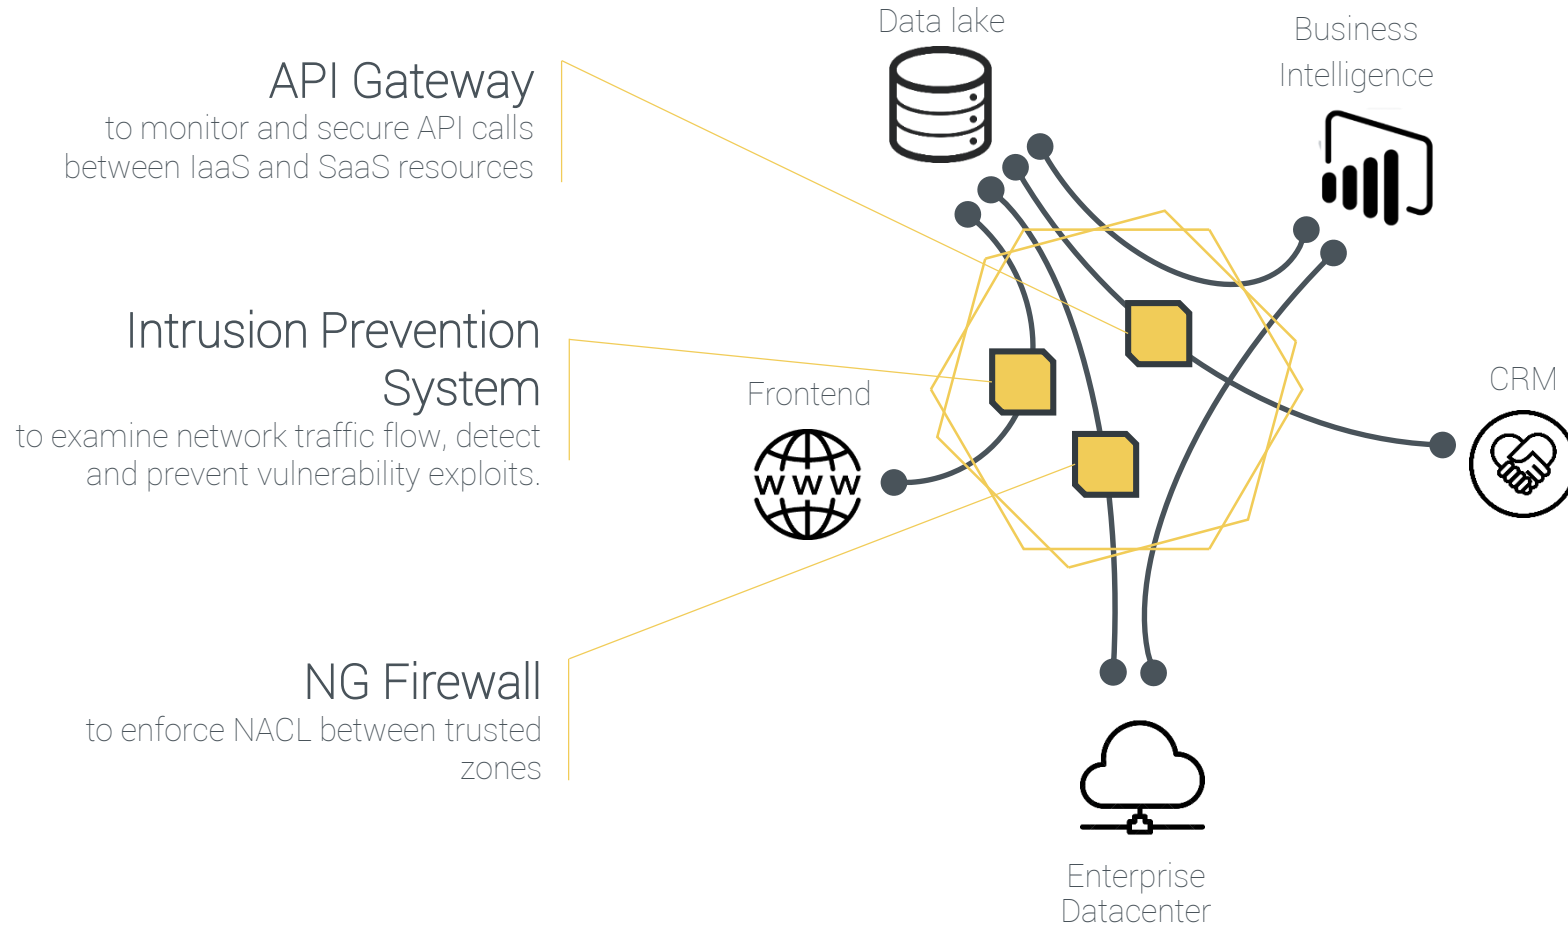 Data lake
Business
Intelligence
API Gateway
to monitor and secure API calls
between IaaS and SaaS resources
Intrusion Prevention
System
to examine network traffic flow, detect
and prevent vulnerability exploits.
Frontend
WWW
CRM
NG Firewall
to enforce NACL between trusted
zones
Enterprise
Datacenter